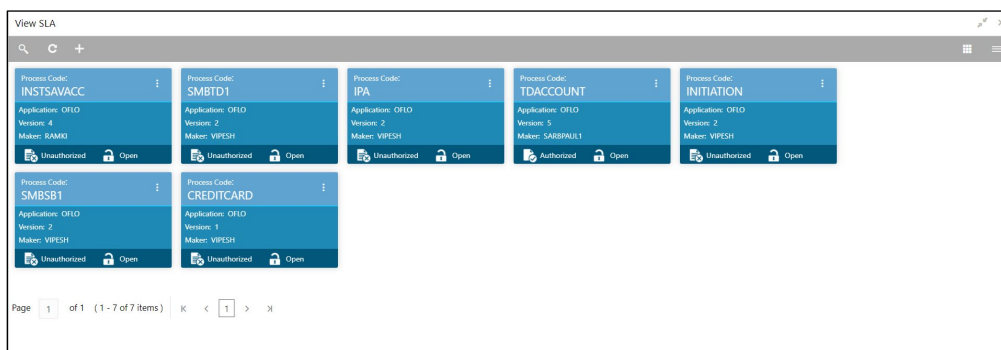 View SLA
Process Code:
INSTSAVACC
Application: OFLO
Version: 4
Maker: RAMKI
Unauthorized Open
Process Code:
SMBTD1
Application: OFLO
Version: 2
Maker: VIPESH
Unauthorized Open
Process Code:
IPA
Application: OFLO
Version: 2
Maker: VIPESH
Unauthorized Open
Process Code:
TDACCOUNT
Application: OFLO
Version: 5
Maker: SARBPAUL1
Authorized Open
Process Code:
INITIATION
Application: OFLO
Version: 2
Maker: VIPESH
Unauthorized Open
Process Code:
SMBSB1
Application: OFLO
Version: 2
Maker: VIPESH
Unauthorized Open
Process Code:
CREDITCARD
Application: OFLO
Version: 1
Maker: VIPESH
Unauthorized Open
Page 1 of 1 (1 - 7 of 7 items) 1